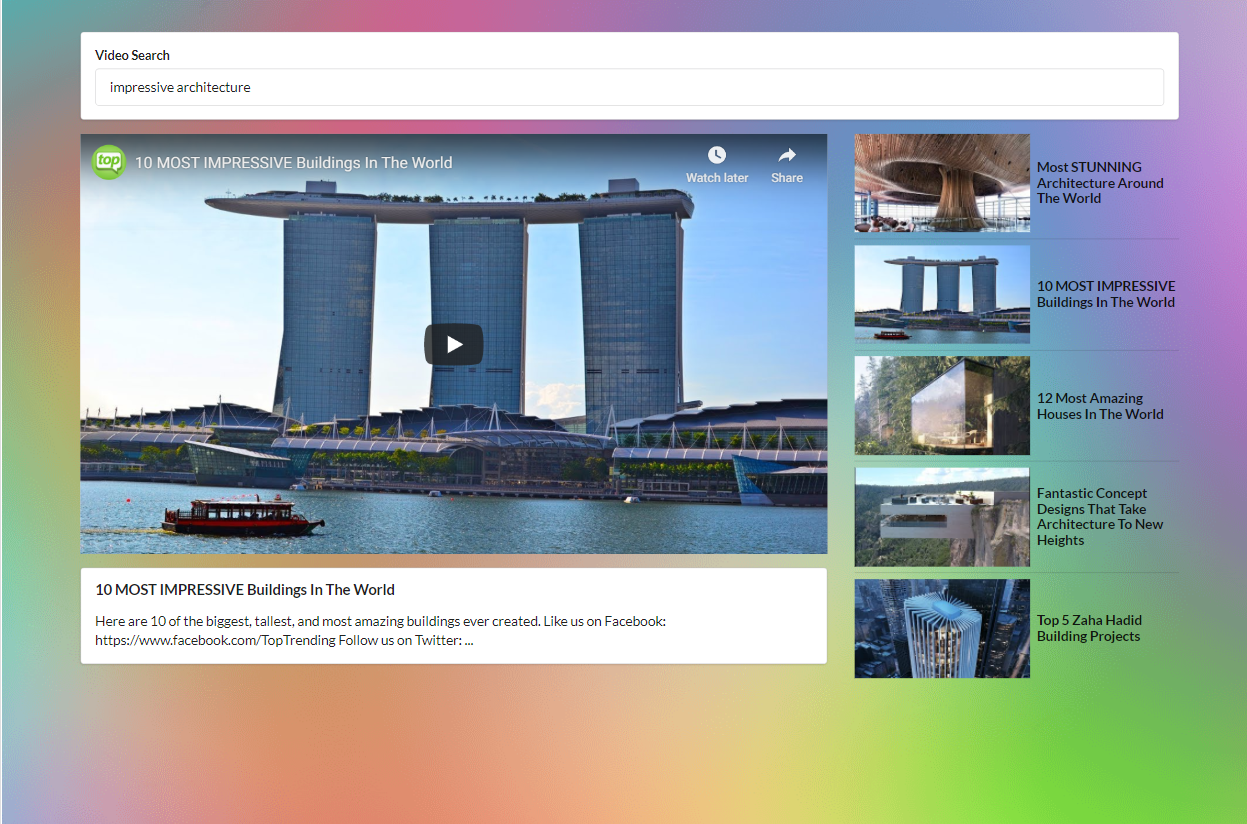 Video Search
impressive architecture
top
10 MOST IMPRESSIVE Buildings In The World
Watch later
Share
10 MOST IMPRESSIVE Buildings In The World
Here are 10 of the biggest, tallest, and most amazing buildings ever created. Like us on Facebook:
https://www.facebook.com/TopTrending Follow us on Twitter: ...
Most STUNNING
Architecture Around
The World
10 MOST IMPRESSIVE
Buildings In The World
12 Most Amazing
Houses In The World
Fantastic Concept
Designs That Take
Architecture To New
Heights
Top 5 Zaha Hadid
Building Projects